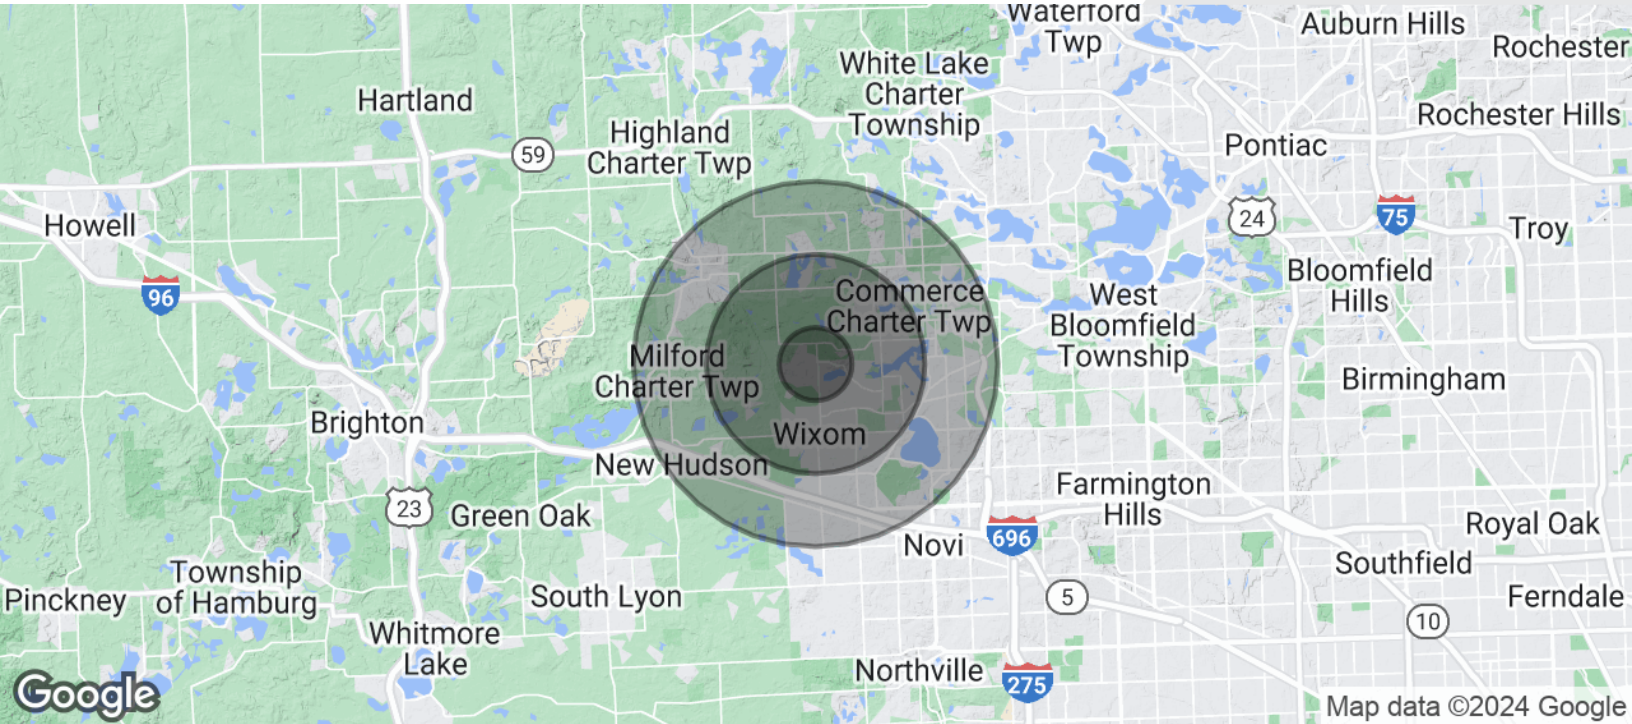 Waterford
Twp
Auburn Hills
Rochester
White Lake
Charter
Township
Hartland
Rochester Hills
Highland
Charter Twp
59
Pontiac
Howell
24
75
Troy
96
Commerce
Charter Twp
West
Bloomfield
Township
Bloomfield
Hills
Milford
Charter Twp
Birmingham
Brighton
Wixom
New Hudson
Farmington
Hills
23
Green Oak
Novi
696
Royal Oak
Southfield
Township
of Hamburg
Pinckney
South Lyon
5
Ferndale
10
Whitmore
Lake
Northville
275
Google
Map data ©2024 Google